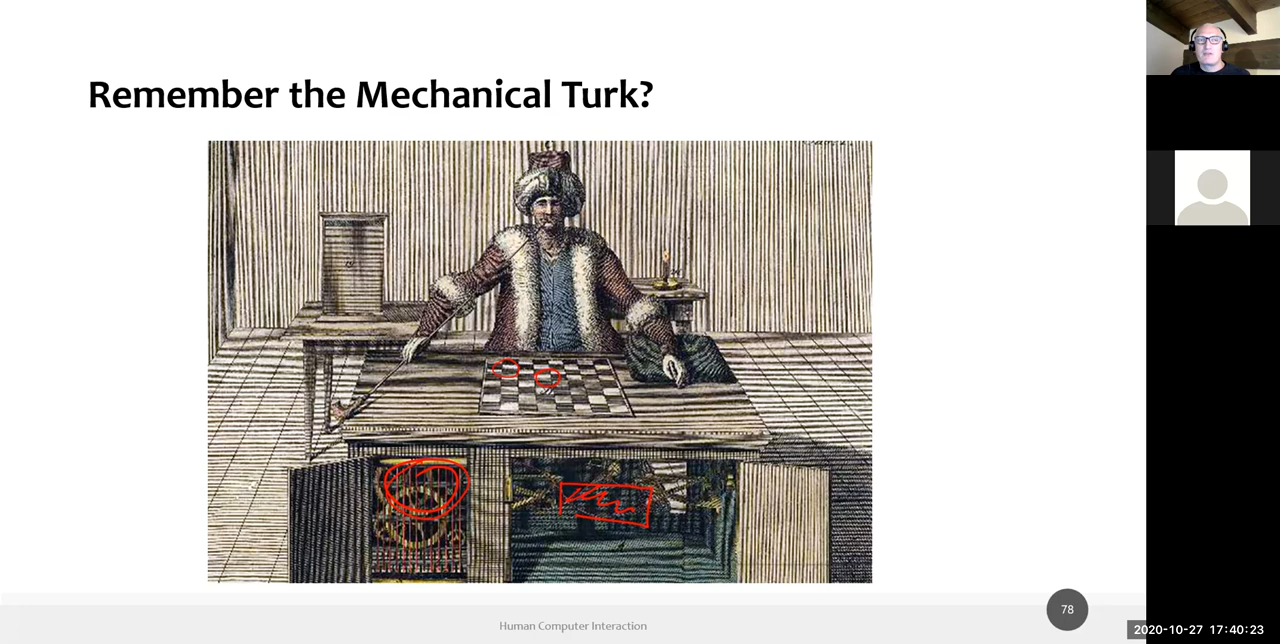 Remember the Mechanical Turk?
Human Computer Interaction
78
2020-10-27 17:40:23